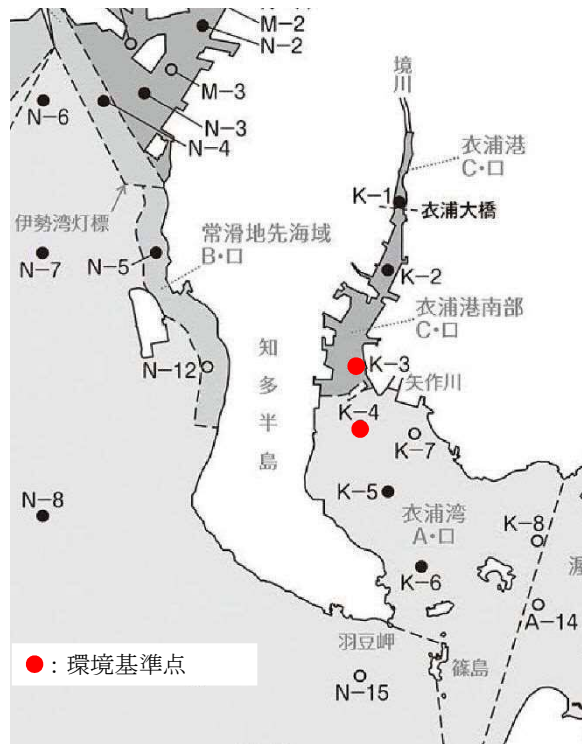 M-2
N-2
境川
M-3
N-6
N-3
N-4
衣浦港
C・ロ
K-1
衣浦大橋
伊勢湾灯標
常滑地先海域
B・ロ
N-7
N-5
K-2
衣浦港南部
C・ロ
知多半島
K-3
N-12
矢作川
K-4
K-7
K-5
N-8
衣浦湾
A・ロ
K-8
K-6
渥
A-14
羽豆岬
篠島
：環境基準点
N-15